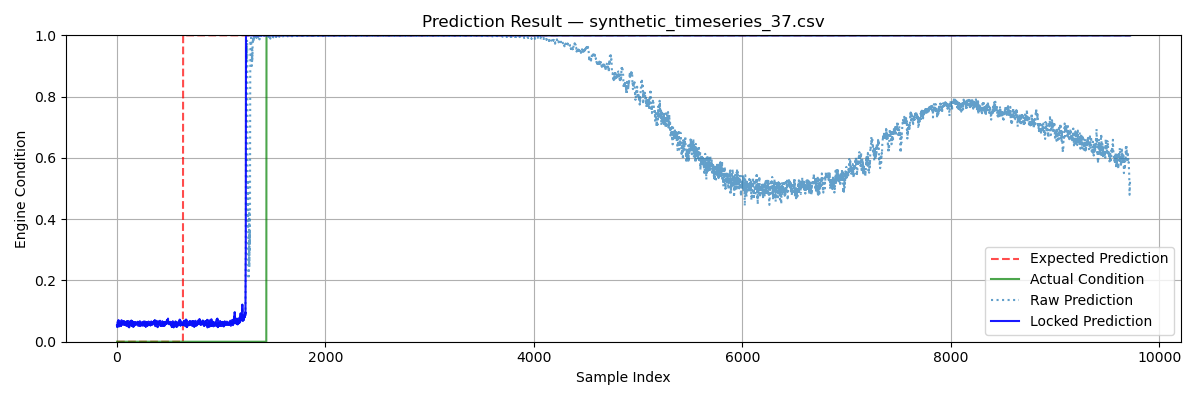 Prediction Result — synthetic_timeseries_37.csv
1.0
0.8
0.6
0.4
0.2
0.0
Engine Condition
Expected Prediction
Actual Condition
Raw Prediction
Locked Prediction
0 2000 4000 6000 8000 10000
Sample Index